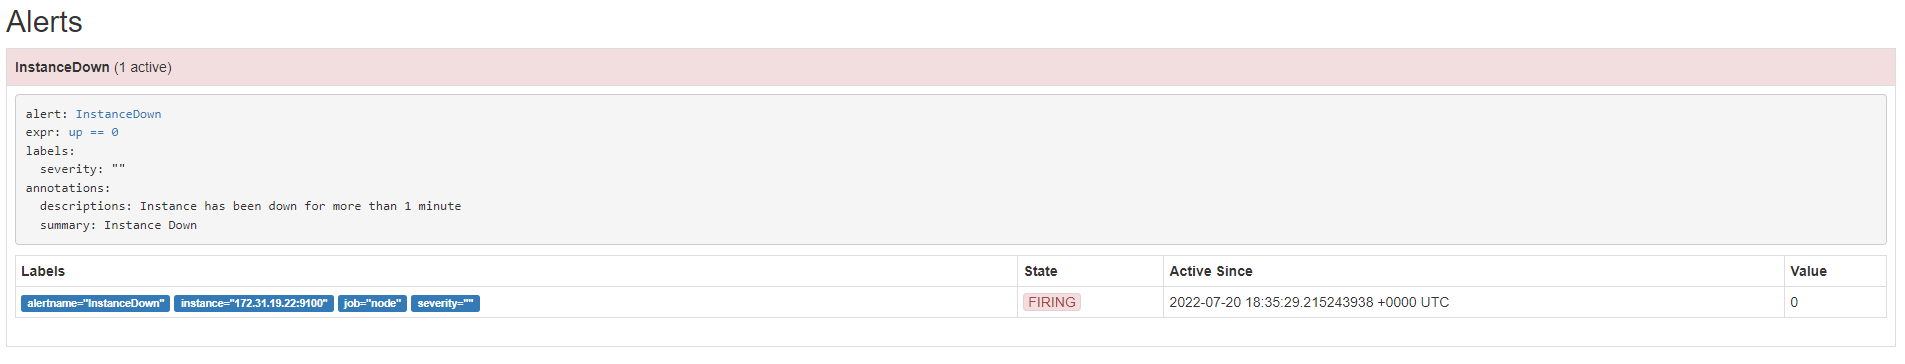 Alerts
InstanceDown (1 active)
alert: InstanceDown
expr: up == 0
labels:
  severity: ""
annotations:
  descriptions: Instance has been down for more than 1 minute
  summary: Instance Down
Labels State Active Since Value
alertname="InstanceDown" instance="172.31.19.22:9100" job="node" severity="" FIRING 2022-07-20 18:35:29.215243938 +0000 UTC 0